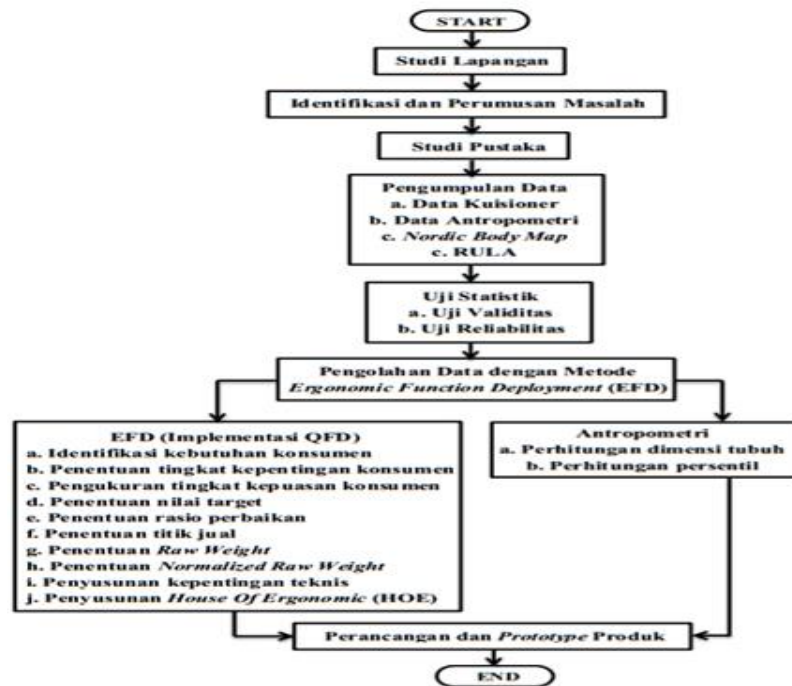 START
Studi Lapangan
Identifikasi dan Perumusan Masalah
Studi Pustaka
Pengumpulan Data
a. Data Kuisioner
b. Data Antropometri
c. Nordic Body Map
c. RULA
Uji Statistik
a. Uji Validitas
b. Uji Reliabilitas
Pengolahan Data dengan Metode
Ergonomic Function Deployment (EFD)
EFD (Implementasi QFD)
a. Identifikasi kebutuhan konsumen
b. Penentuan tingkat kepentingan konsumen
c. Pengukuran tingkat kepuasan konsumen
d. Penentuan nilai target
e. Penentuan rasio perbaikan
f. Penentuan titik jual
g. Penentuan Raw Weight
h. Penentuan Normalized Raw Weight
i. Penyusunan kepentingan teknis
j. Penyusunan House Of Ergonomic (HOE)
Antropometri
a. Perhitungan dimensi tubuh
b. Perhitungan persentil
Perancangan dan Prototype Produk
END